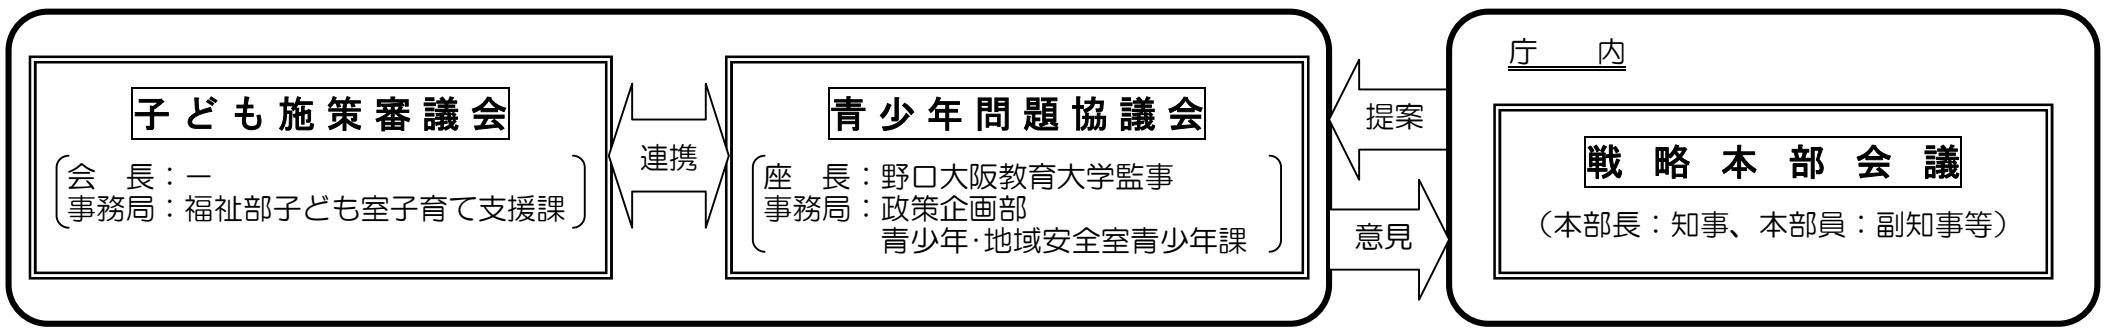 子ども施策審議会
会　長：－
事務局：福祉部子ども室子育て支援課
連携
青少年問題協議会
座　長：野口大阪教育大学監事
事務局：政策企画部
青少年･地域安全室青少年課
提案
意見
庁　　内
戦略本部会議
（本部長：知事、本部員：副知事等）